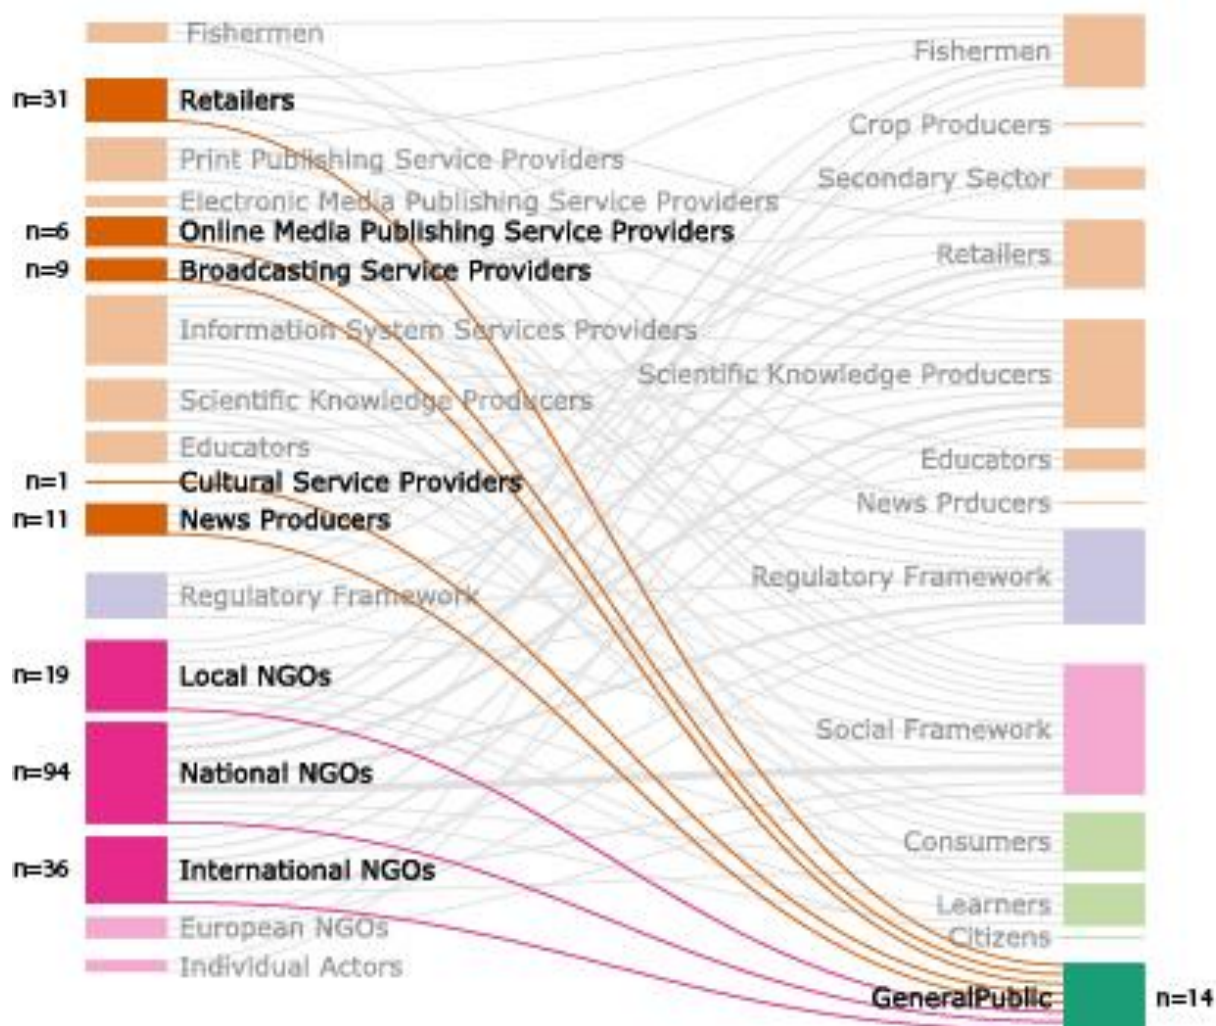 Fishermen
n=31 Retailers
Print Publishing Service Providers
Electronic Media Publishing Service Providers
n=6 Online Media Publishing Service Providers
n=9 Broadcasting Service Providers
Information System Services Providers
Scientific Knowledge Producers
Educators
n=1 Cultural Service Providers
n=11 News Producers
Regulatory Framework
n=19 Local NGOs
n=94 National NGOs
n=36 International NGOs
European NGOs
Individual Actors
Fishermen
Crop Producers
Secondary Sector
Retailers
Scientific Knowledge Producers
Educators
News Prducers
Regulatory Framework
Social Framework
Consumers
Learners
Citizens
GeneralPublic n=14